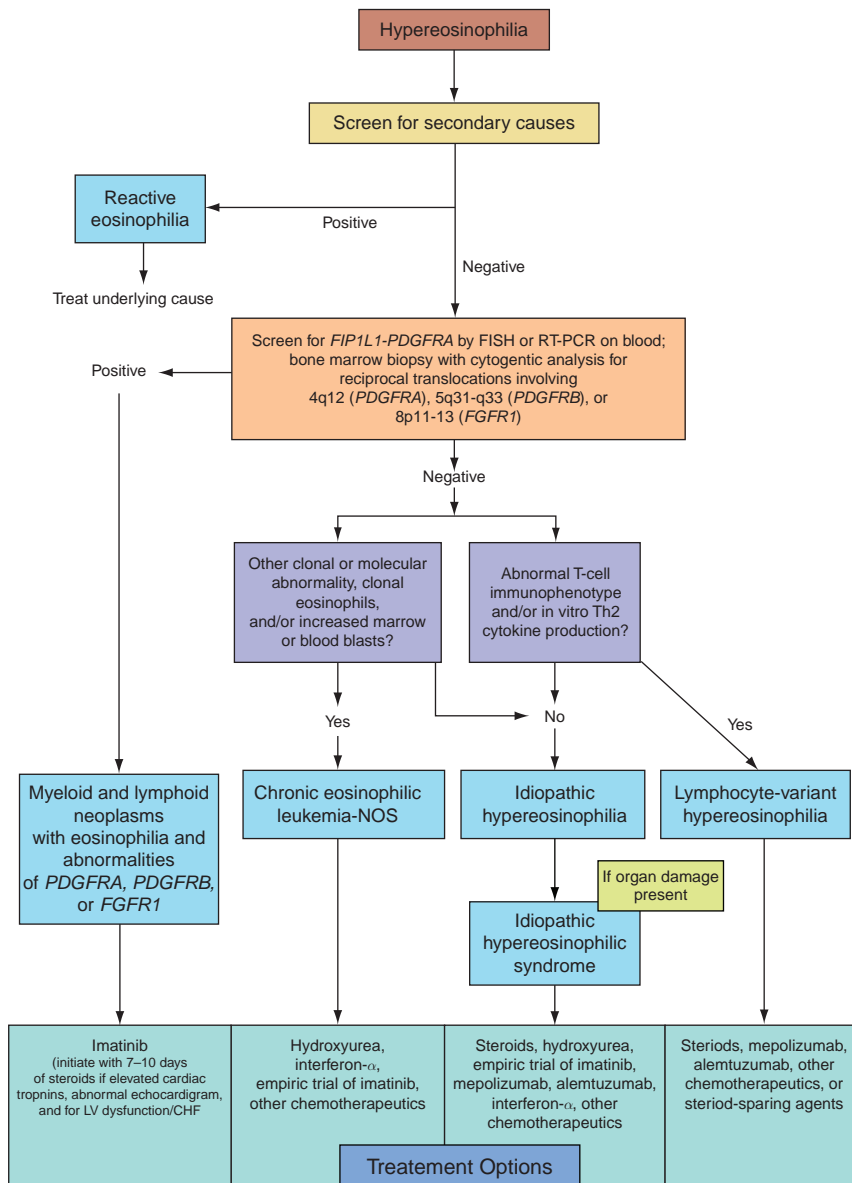 Hypereosinophilia
Screen for secondary causes
Reactive
eosinophilia
Positive
Negative
Treat underlying cause
Screen for FIP1L1-PDGFRA by FISH or RT-PCR on blood;
bone marrow biopsy with cytogentic analysis for
reciprocal translocations involving
4q12 (PDGFRA), 5q31-q33 (PDGFRB), or
8p11-13 (FGFR1)
Positive
Negative
Other clonal or molecular
abnormality, clonal
eosinophils,
and/or increased marrow
or blood blasts?
Abnormal T-cell
immunophenotype
and/or in vitro Th2
cytokine production?
Yes
No
Yes
Myeloid and lymphoid
neoplasms
with eosinophilia and
abnormalities
of PDGFRA, PDGFRB,
or FGFR1
Chronic eosinophilic
leukemia-NOS
Idiopathic
hypereosinophilia
Lymphocyte-variant
hypereosinophilia
If organ damage
present
Idiopathic
hypereosinophilic
syndrome
Imatinib
(initiate with 7–10 days
of steroids if elevated cardiac
tropnins, abnormal echocardigram,
and for LV dysfunction/CHF
Hydroxyurea,
interferon-α,
empiric trial of imatinib,
other chemotherapeutics
Steroids, hydroxyurea,
empiric trial of imatinib,
mepolizumab, alemtuzumab,
interferon-α, other
chemotherapeutics
Steriods, mepolizumab,
alemtuzumab, other
chemotherapeutics, or
steriod-sparing agents
Treatement Options